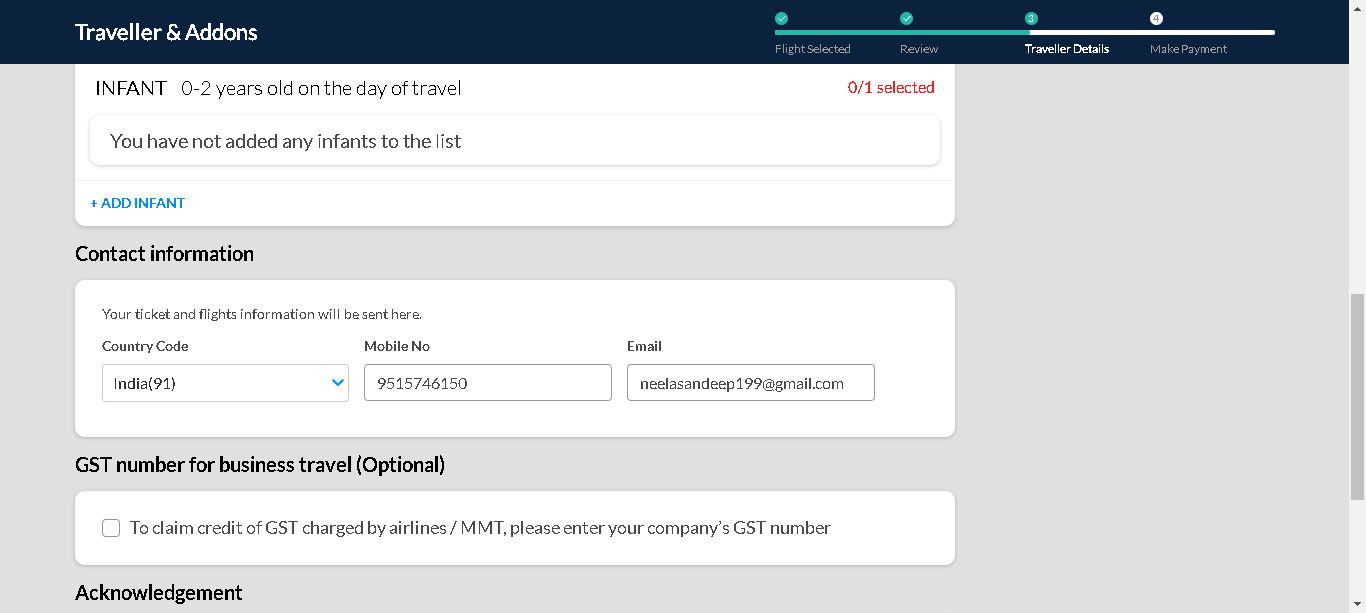 Traveller & Addons
3
4
Flight Selected
Review
Traveller Details
Make Payment
INFANT 0-2 years old on the day of travel
0/1 selected
You have not added any infants to the list
+ ADD INFANT
Contact information
Your ticket and flights information will be sent here.
Country Code
Mobile No
Email
India(91)
9515746150
neelasandeep199@gmail.com
GST number for business travel (Optional)
To claim credit of GST charged by airlines / MMT, please enter your company’s GST number
Acknowledgement